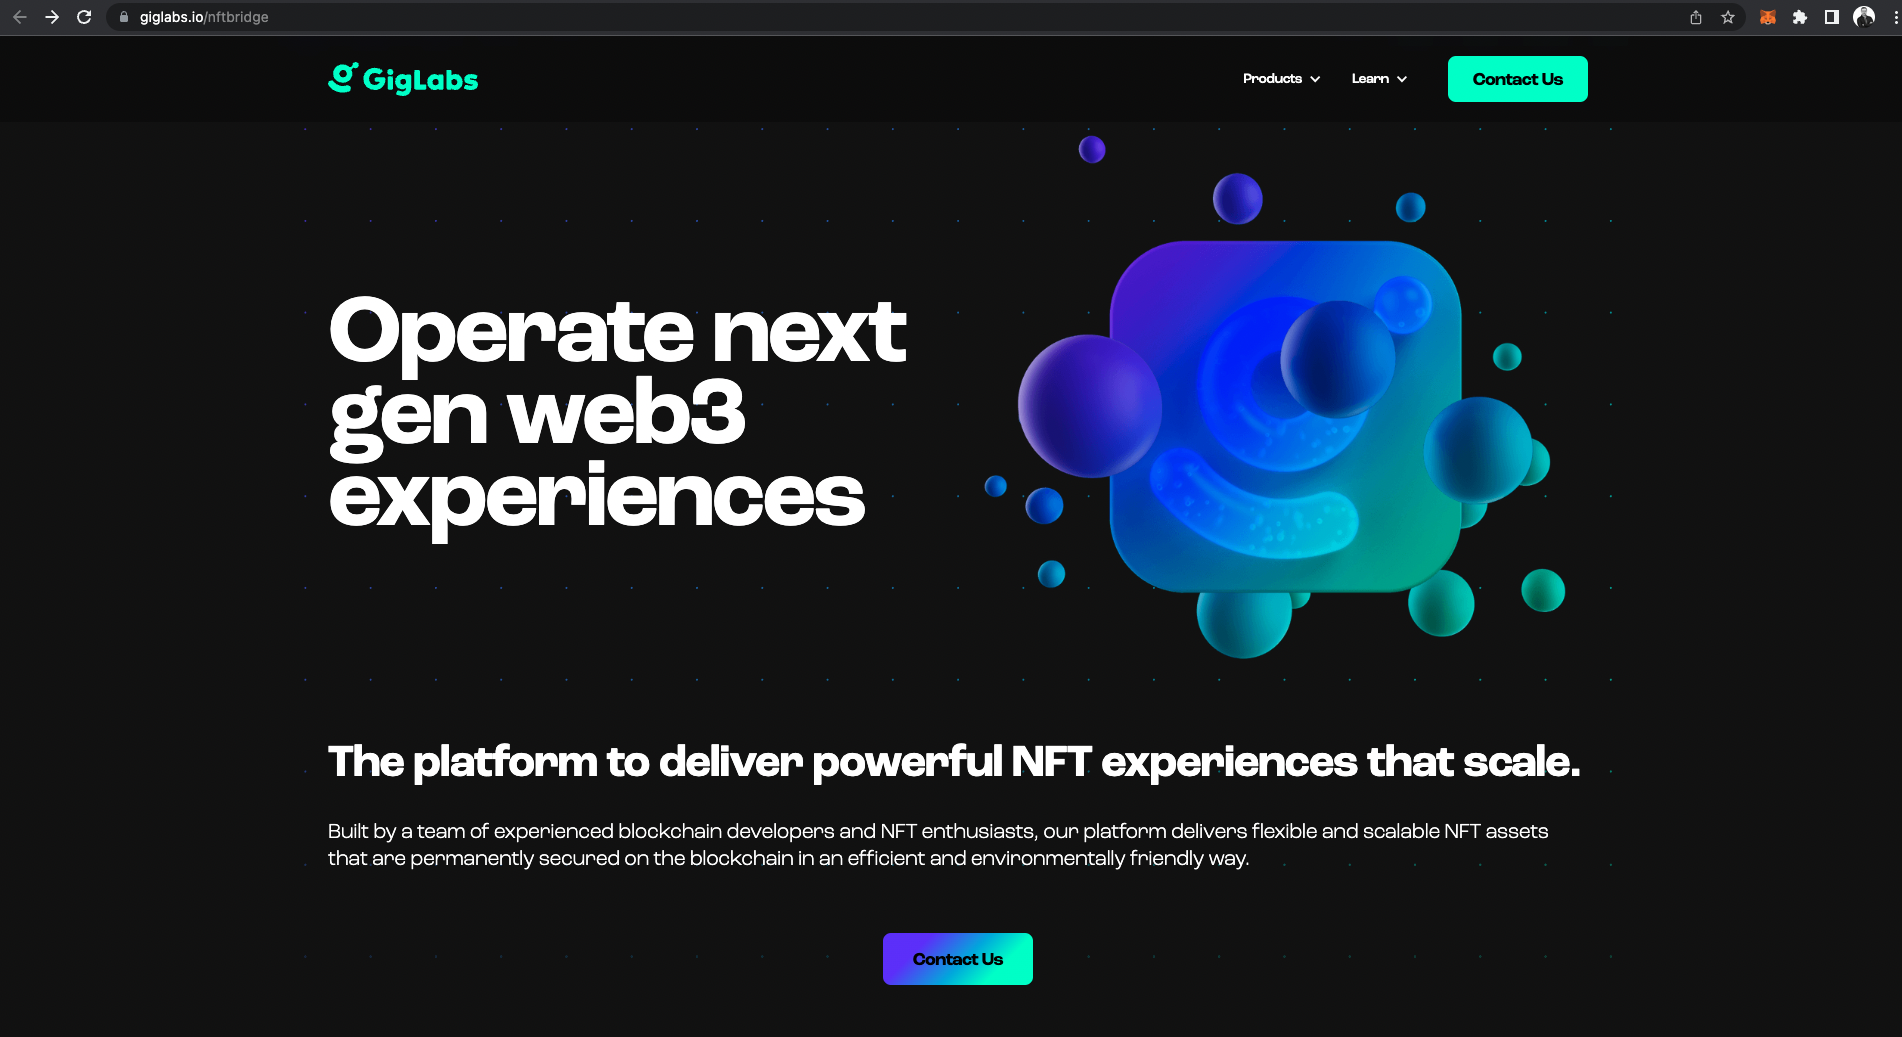 giglabs.io/nftbridge
GigLabs
Products
Learn
Contact Us
Operate next
gen web3
experiences
The platform to deliver powerful NFT experiences that scale.
Built by a team of experienced blockchain developers and NFT enthusiasts, our platform delivers flexible and scalable NFT assets
that are permanently secured on the blockchain in an efficient and environmentally friendly way.
Contact Us